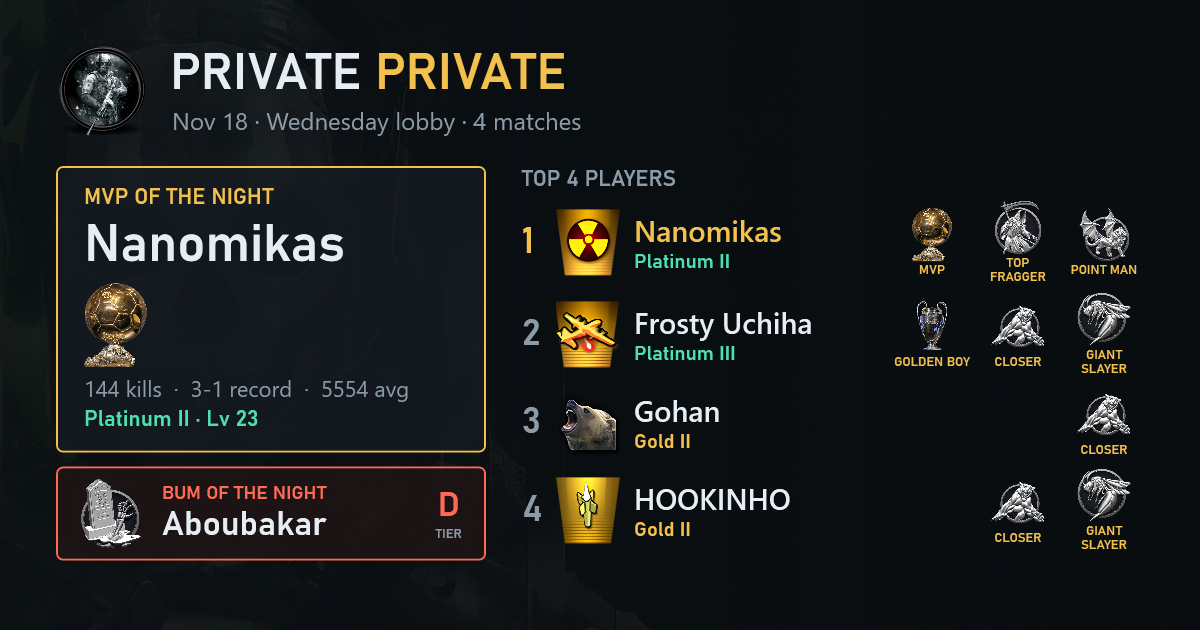 PRIVATE PRIVATE
Nov 18 · Wednesday lobby · 4 matches
MVP OF THE NIGHT
Nanomikas
144 kills · 3-1 record · 5554 avg
Platinum II · Lv 23
BUM OF THE NIGHT
Aboubakar
D
TIER
TOP 4 PLAYERS
1
Nanomikas
Platinum II
MVP
TOP
FRAGGER
POINT MAN
2
Frosty Uchiha
Platinum III
GOLDEN BOY
CLOSER
GIANT
SLAYER
3
Gohan
Gold II
CLOSER
4
HOOKINHO
Gold II
CLOSER
GIANT
SLAYER